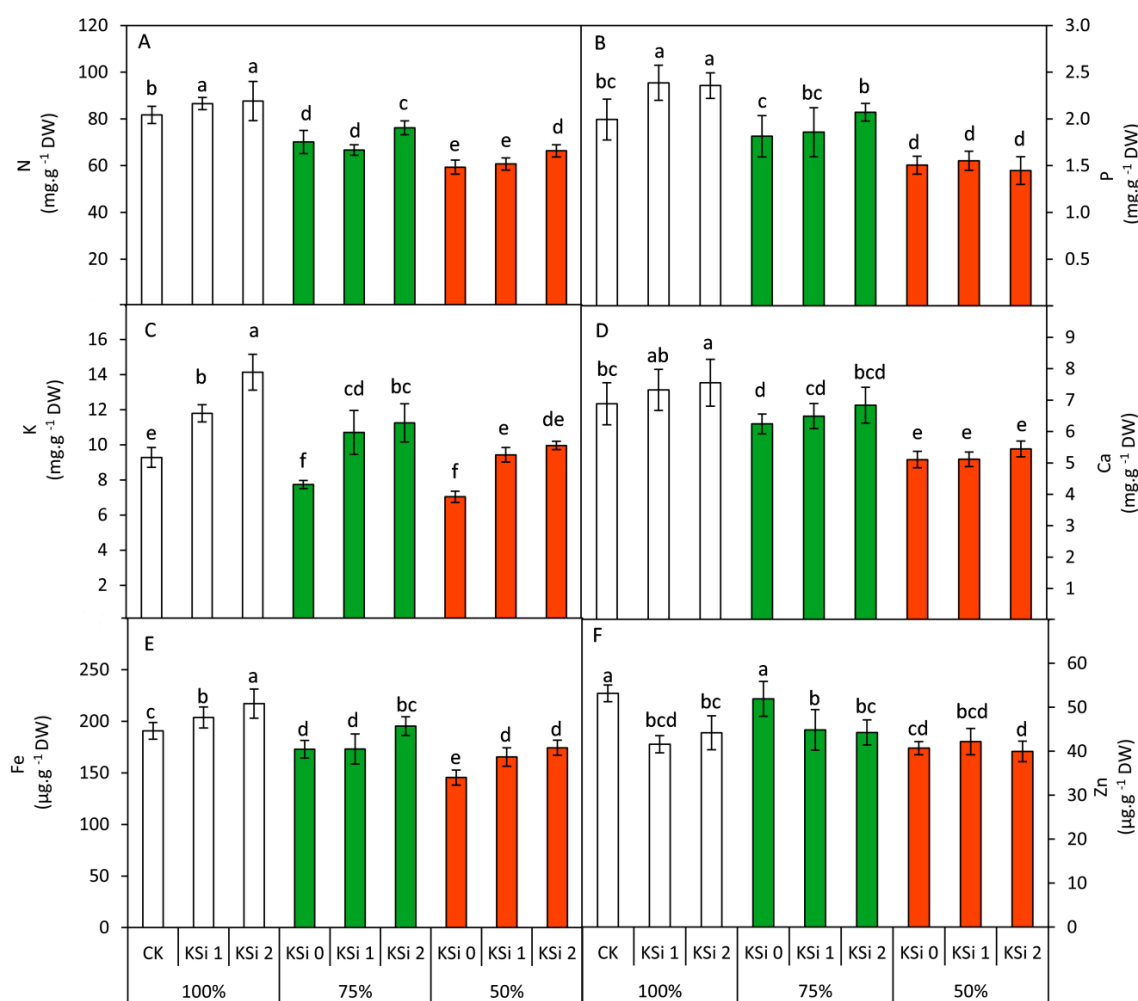 A
120
100
80
60
40
20
N
(mg.g⁻¹ DW)
b a a d d c e e d
B
3.0
2.5
2.0
1.5
1.0
0.5
P
(mg.g⁻¹ DW)
bc a a c bc b d d d
C
16
14
12
10
8
6
4
2
K
(mg.g⁻¹ DW)
e b a f cd bc f e de
D
9
8
7
6
5
4
3
2
1
Ca
(mg.g⁻¹ DW)
bc ab a d cd bcd e e e
E
250
200
150
100
50
0
Fe
(µg.g⁻¹ DW)
c b a d d bc e d d
F
60
50
40
30
20
10
0
Zn
(µg.g⁻¹ DW)
a bcd bc a b bc cd bcd d
CK KSi 1 KSi 2 KSi 0 KSi 1 KSi 2 KSi 0 KSi 1 KSi 2 CK KSi 1 KSi 2 KSi 0 KSi 1 KSi 2 KSi 0 KSi 1 KSi 2
100% 75% 50% 100% 75% 50%